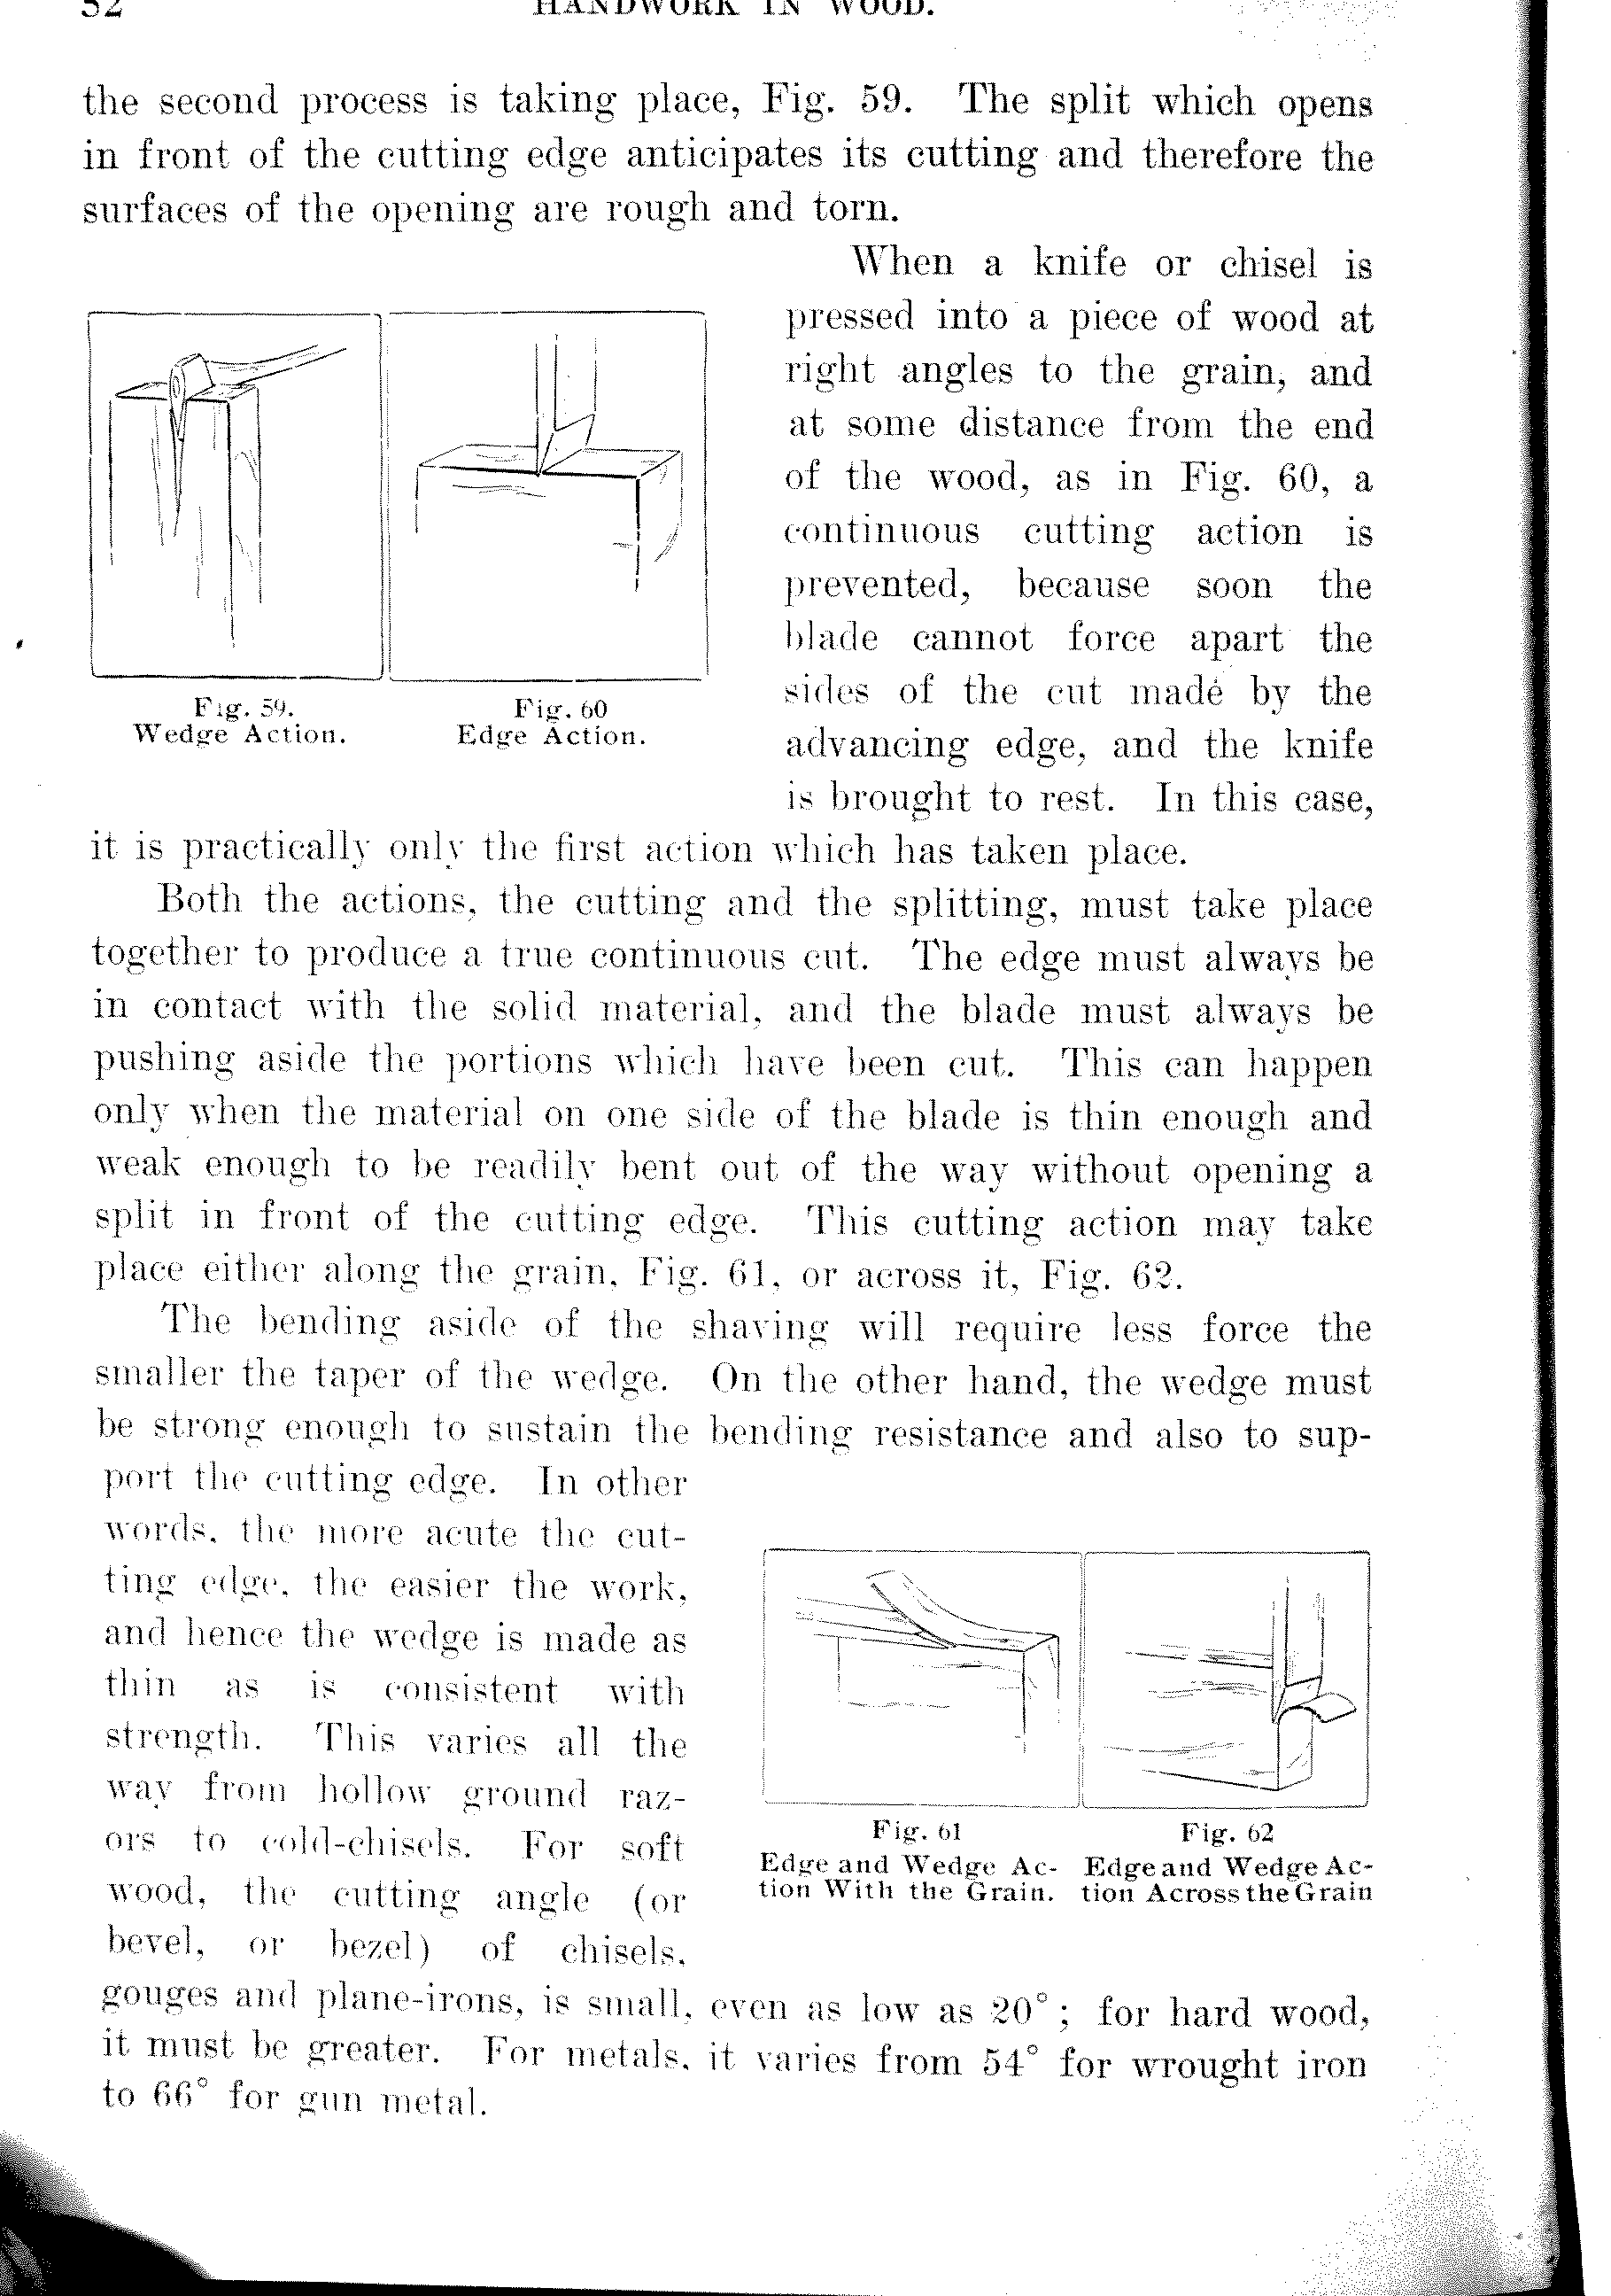 52 HANDWORK IN WOOD.
the second process is taking place, Fig. 59. The split which opens
in front of the cutting edge anticipates its cutting and therefore the
surfaces of the opening are rough and torn.
When a knife or chisel is
pressed into a piece of wood at
right angles to the grain, and
at some distance from the end
of the wood, as in Fig. 60, a
continuous cutting action is
prevented, because soon the
blade cannot force apart the
sides of the cut made by the
advancing edge, and the knife
is brought to rest. In this case,
Fig. 59.
Wedge Action.
Fig. 60
Edge Action.
it is practically only the first action which has taken place.
Both the actions, the cutting and the splitting, must take place
together to produce a true continuous cut. The edge must always be
in contact with the solid material, and the blade must always be
pushing aside the portions which have been cut. This can happen
only when the material on one side of the blade is thin enough and
weak enough to be readily bent out of the way without opening a
split in front of the cutting edge. This cutting action may take
place either along the grain, Fig. 61, or across it, Fig. 62.
The bending aside of the shaving will require less force the
smaller the taper of the wedge. On the other hand, the wedge must
be strong enough to sustain the bending resistance and also to sup-
port the cutting edge. In other
words, the more acute the cut-
ting edge, the easier the work,
and hence the wedge is made as
thin as is consistent with
strength. This varies all the
way from hollow ground raz-
ors to cold-chisels. For soft
wood, the cutting angle (or
bevel, or bezel) of chisels,
Fig. 61
Edge and Wedge Ac-
tion With the Grain.
Fig. 62
Edge and Wedge Ac-
tion Across the Grain
gouges and plane-irons, is small, even as low as 20°; for hard wood,
it must be greater. For metals, it varies from 54° for wrought iron
to 66° for gun metal.